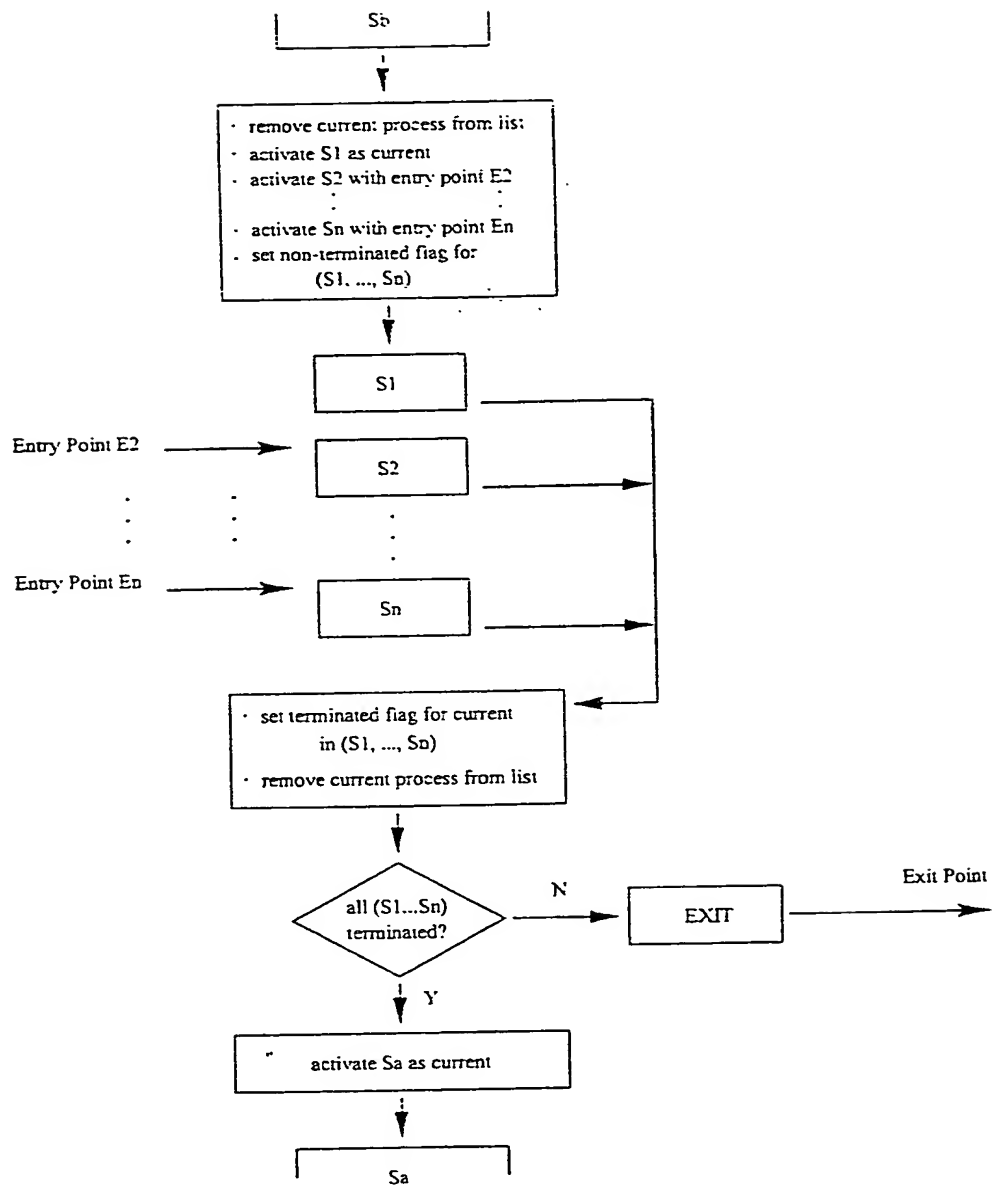 Sb
· remove current process from list
· activate S1 as current
· activate S2 with entry point E2
· activate Sn with entry point En
· set non-terminated flag for
(S1, ..., Sn)
S1
Entry Point E2
S2
Entry Point En
Sn
· set terminated flag for current
in (S1, ..., Sn)
· remove current process from list
all (S1...Sn)
terminated?
N
EXIT
Exit Point
Y
activate Sa as current
Sa